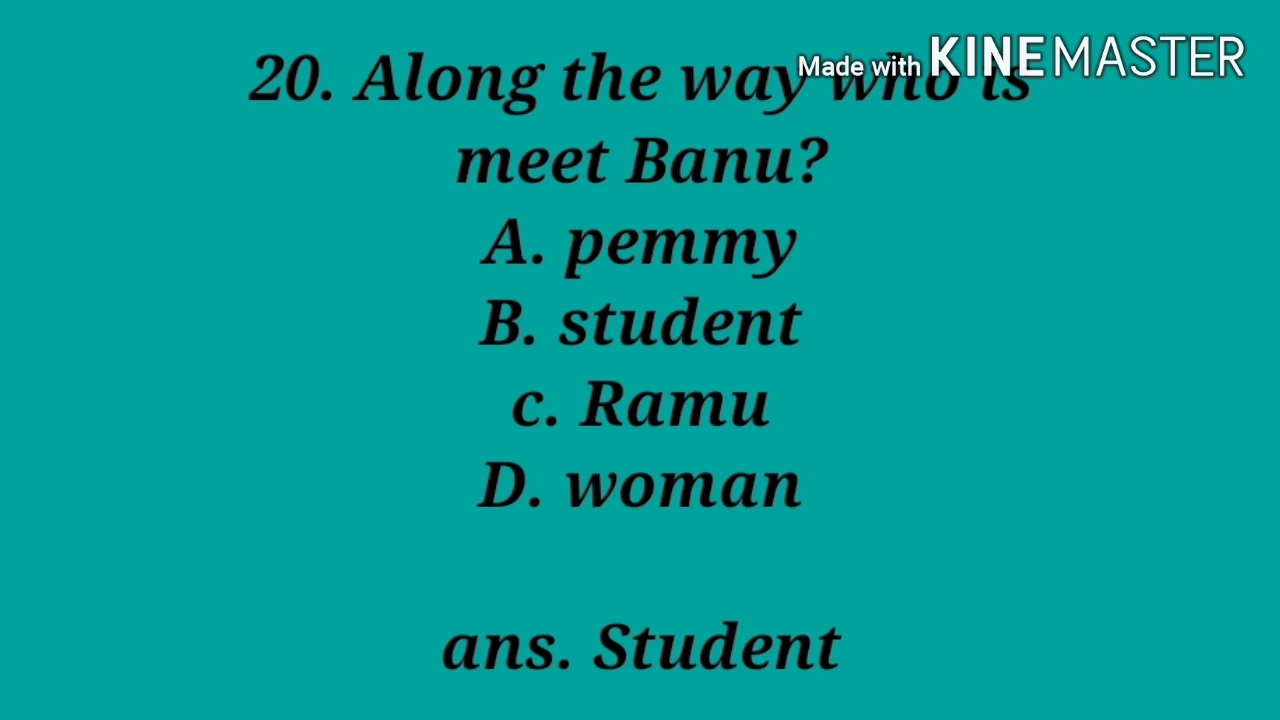 20. Along the way who is
Made with KINEMASTER
meet Banu?
A. pemmy
B. student
c. Ramu
D. woman
ans. Student